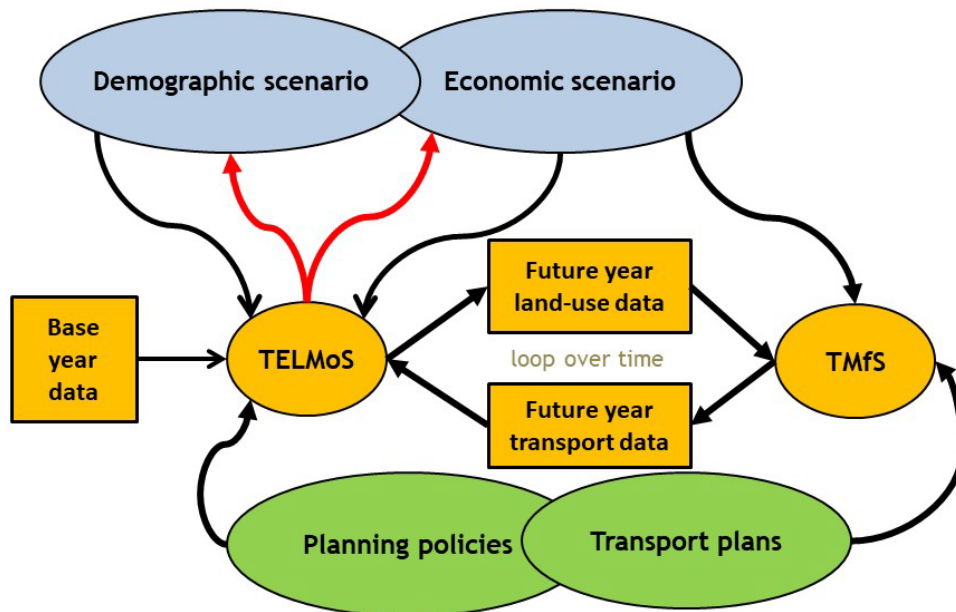 Demographic scenario
Economic scenario
Base
year
data
TELMoS
Future year
land-use data
loop over time
Future year
transport data
TMfS
Planning policies
Transport plans